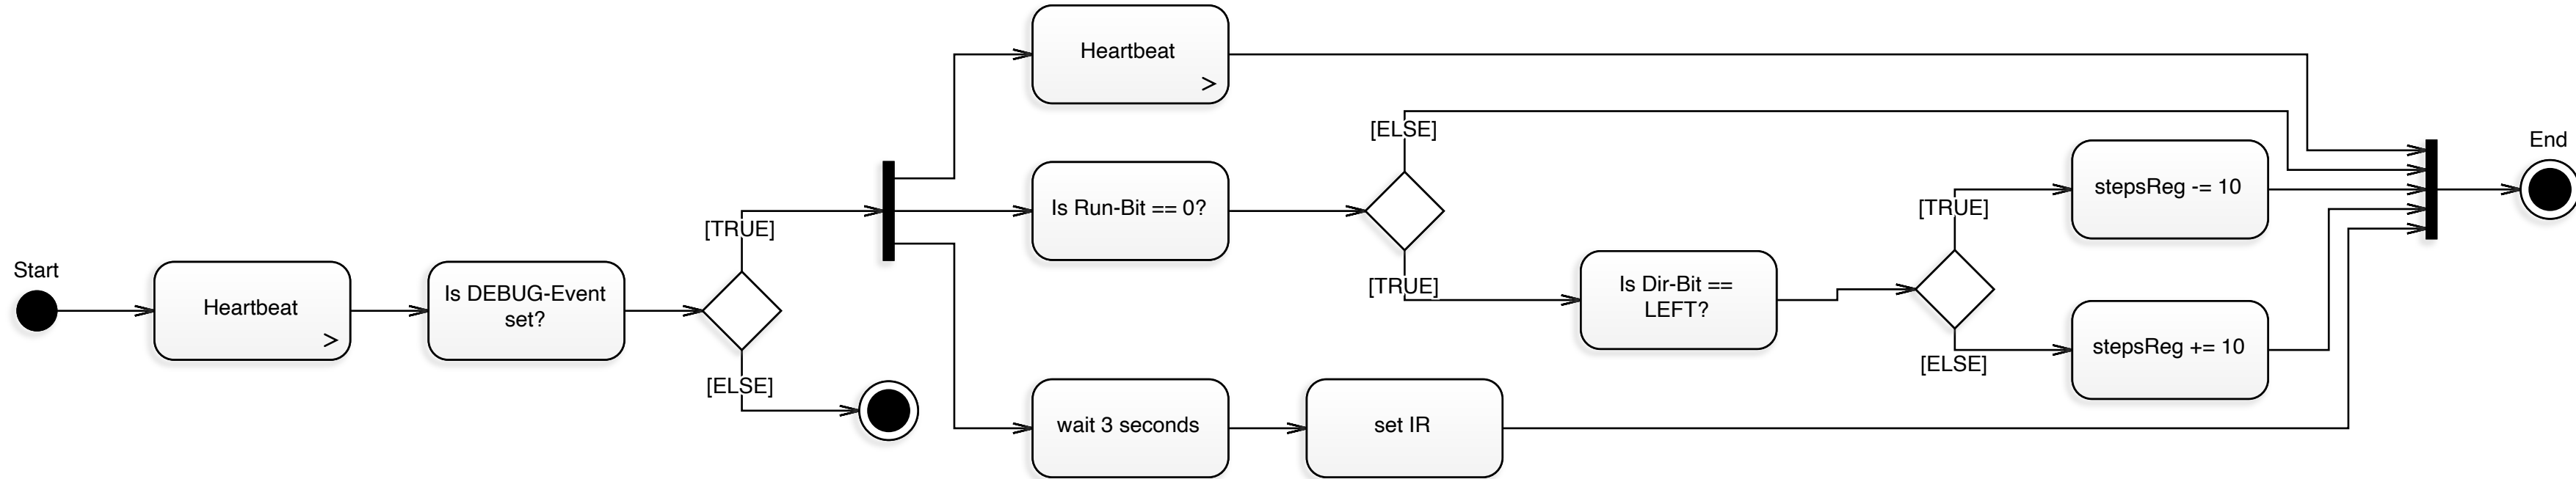 Start
Heartbeat
>
Is DEBUG-Event
set?
[TRUE]
[ELSE]
Heartbeat
>
Is Run-Bit == 0?
[ELSE]
[TRUE]
Is Dir-Bit ==
LEFT?
[TRUE]
[ELSE]
stepsReg -= 10
stepsReg += 10
wait 3 seconds
set IR
End